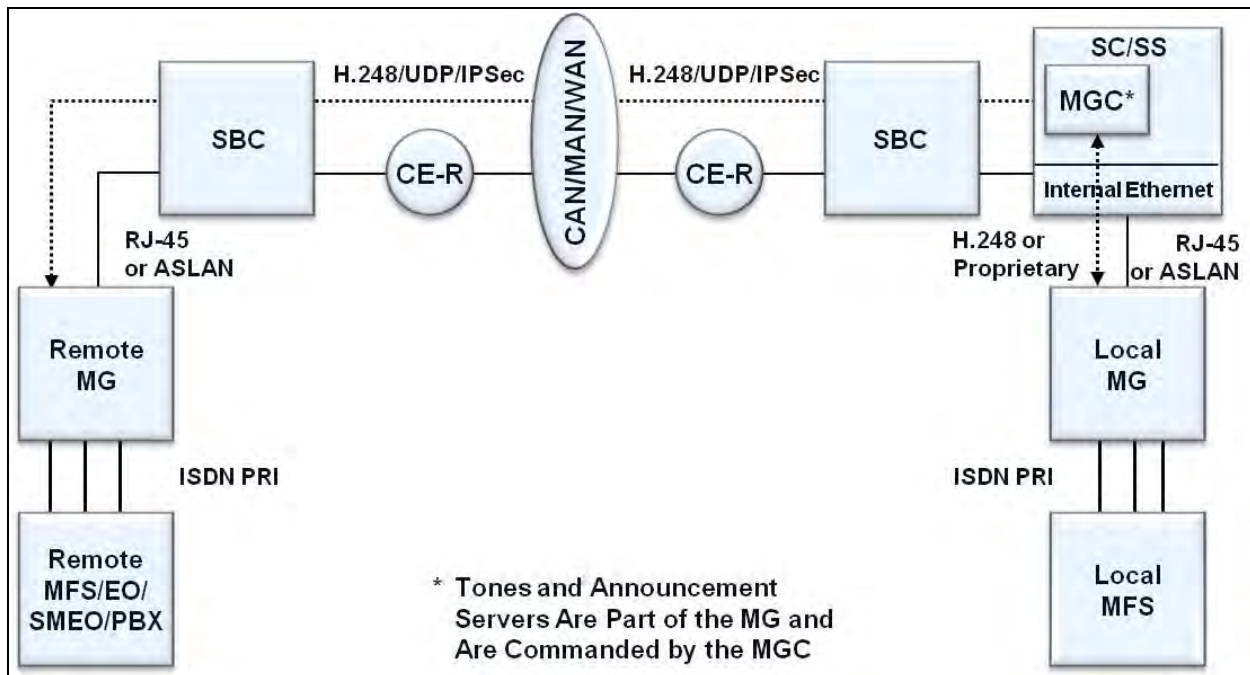 SC/SS
H.248/UDP/IPSec
H.248/UDP/IPSec
MGC*
SBC
CE-R
CAN/MAN/WAN
CE-R
SBC
Internal Ethernet
RJ-45
or ASLAN
H.248 or
Proprietary
RJ-45
or ASLAN
Remote
MG
Local
MG
ISDN PRI
ISDN PRI
Remote
MFS/EO/
SMEO/PBX
Local
MFS
* Tones and Announcement
Servers Are Part of the MG and
Are Commanded by the MGC